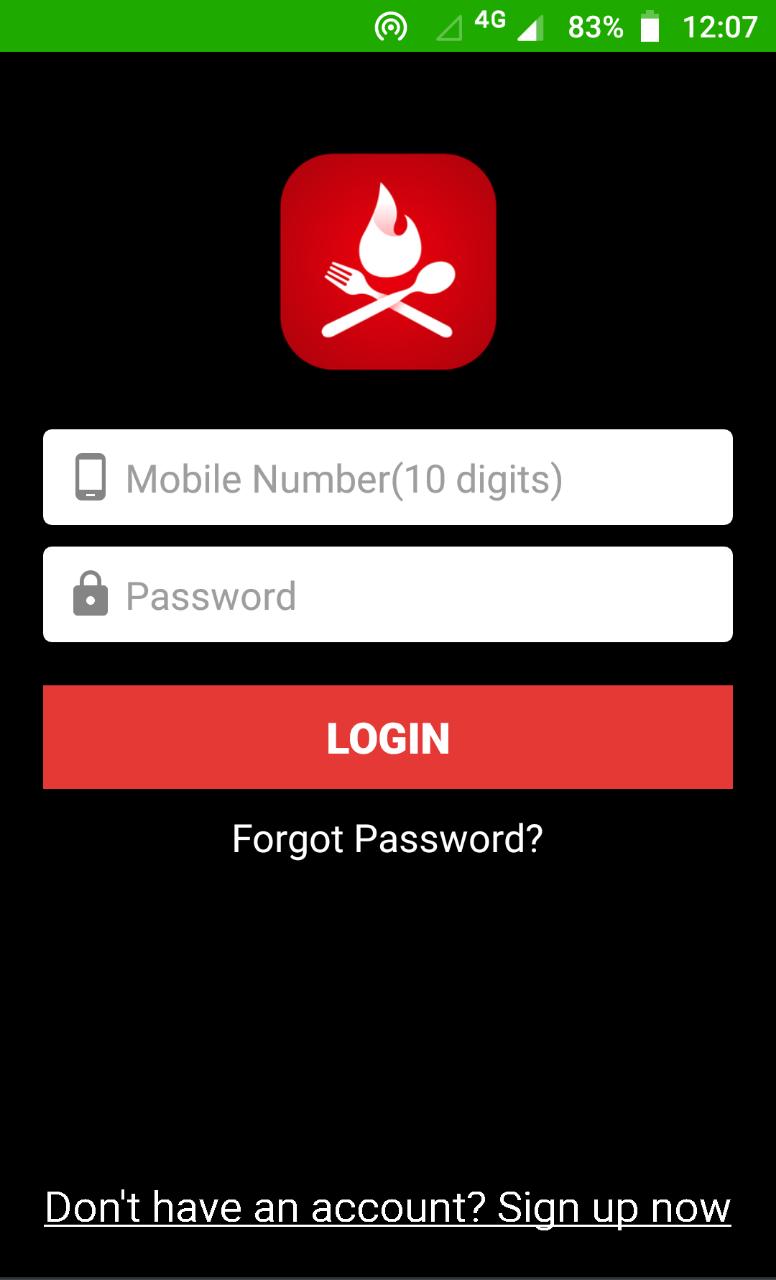 4G 83% 12:07
Mobile Number(10 digits)
Password
LOGIN
Forgot Password?
Don't have an account? Sign up now